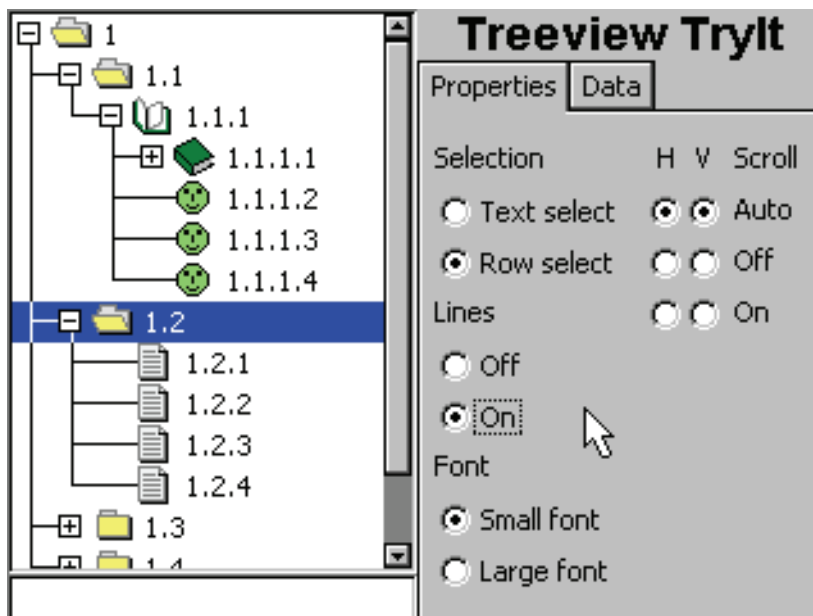 1
1.1
1.1.1
1.1.1.1
1.1.1.2
1.1.1.3
1.1.1.4
1.2
1.2.1
1.2.2
1.2.3
1.2.4
1.3
1.4
Treeview TryIt
Properties Data
Selection H V Scroll
Text select Auto
Row select Off
Lines On
Off
On
Font
Small font
Large font